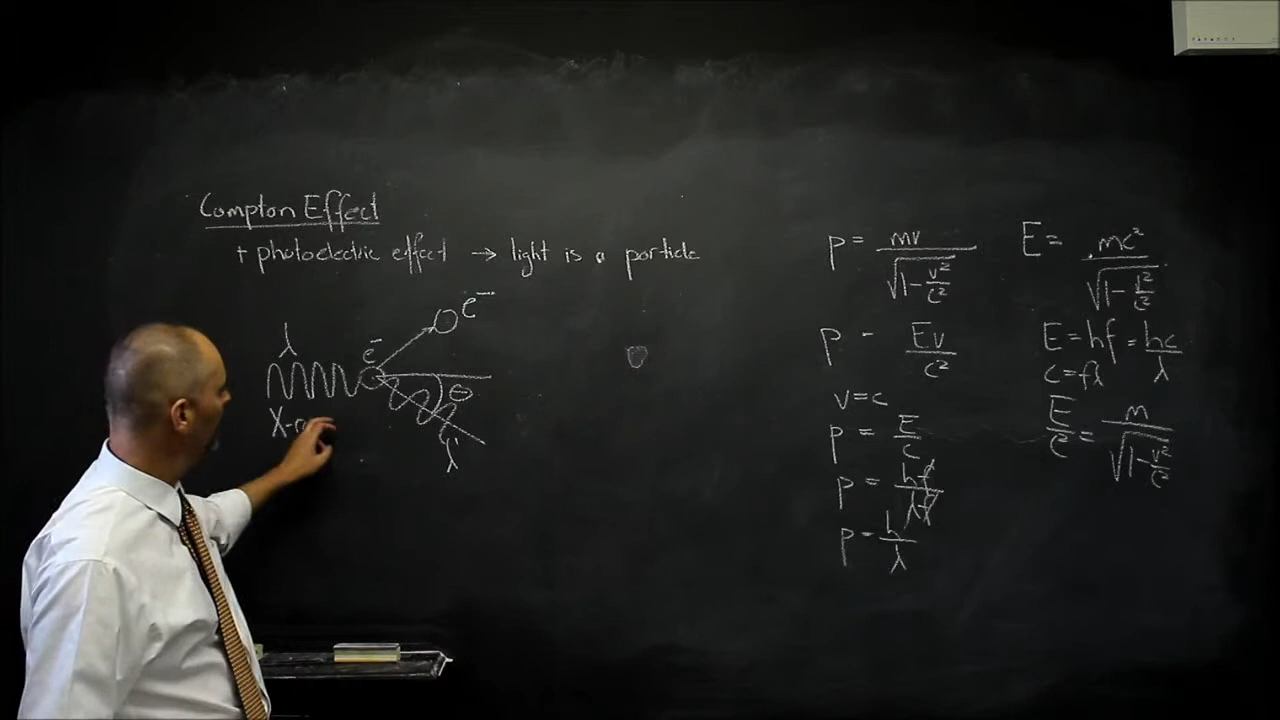 Compton Effect
+ photoelectric effect → light is a particle
e⁻
λ
e⁻
θ
X-r
λ'
p = mv/√(1-v²/c²)
p = Ev/c²
v=c
p = E/c
p = hf/λf
p = h/λ
E = mc²/√(1-v²/c²)
E = hf = hc/λ
c = fλ
E/c² = m/√(1-v²/c²)